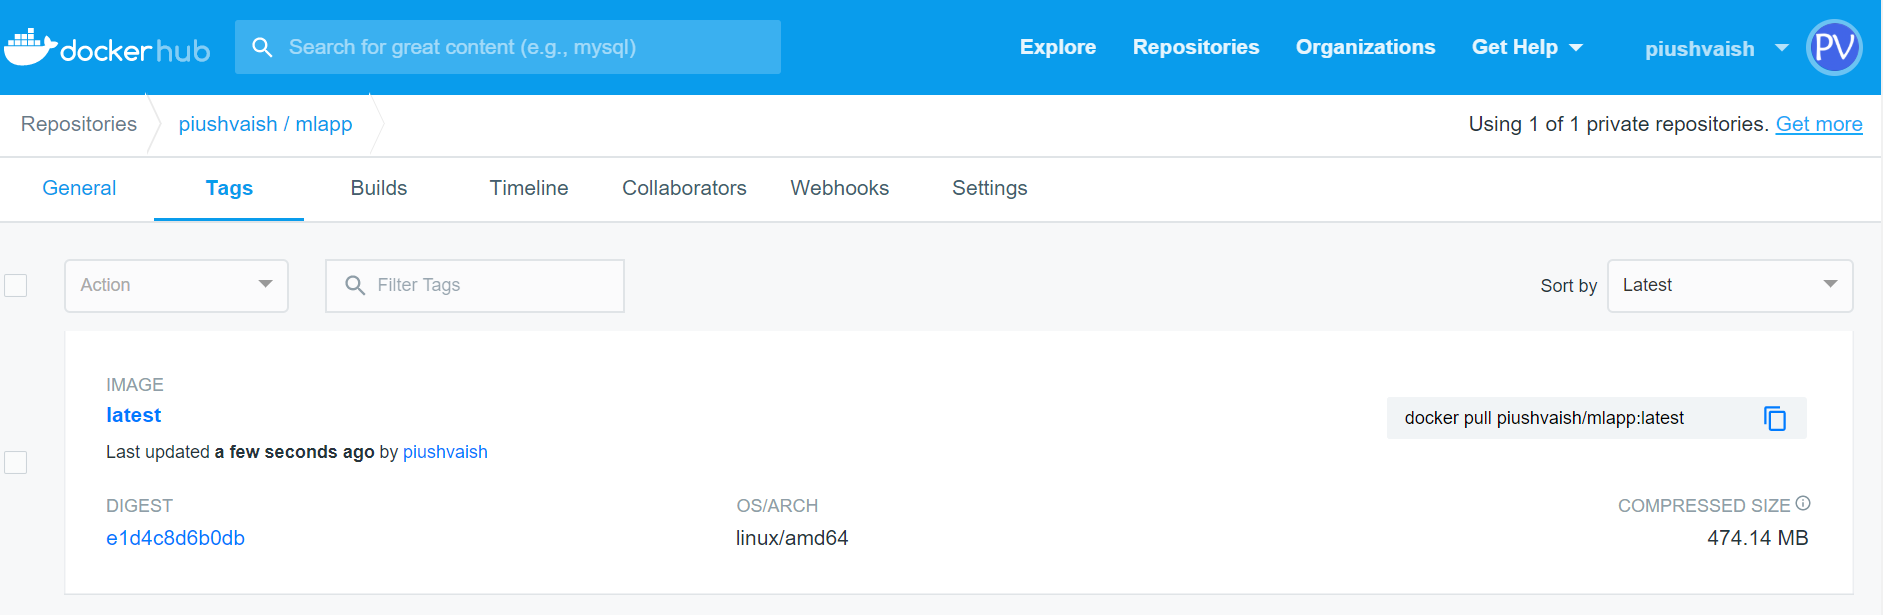 dockerhub Search for great content (e.g., mysql) Explore Repositories Organizations Get Help piushvaish PV
Repositories piushvaish / mlapp Using 1 of 1 private repositories. Get more
General Tags Builds Timeline Collaborators Webhooks Settings
Action Filter Tags Sort by Latest
IMAGE
latest
docker pull piushvaish/mlapp:latest
Last updated a few seconds ago by piushvaish
DIGEST OS/ARCH COMPRESSED SIZE
e1d4c8d6b0db linux/amd64 474.14 MB